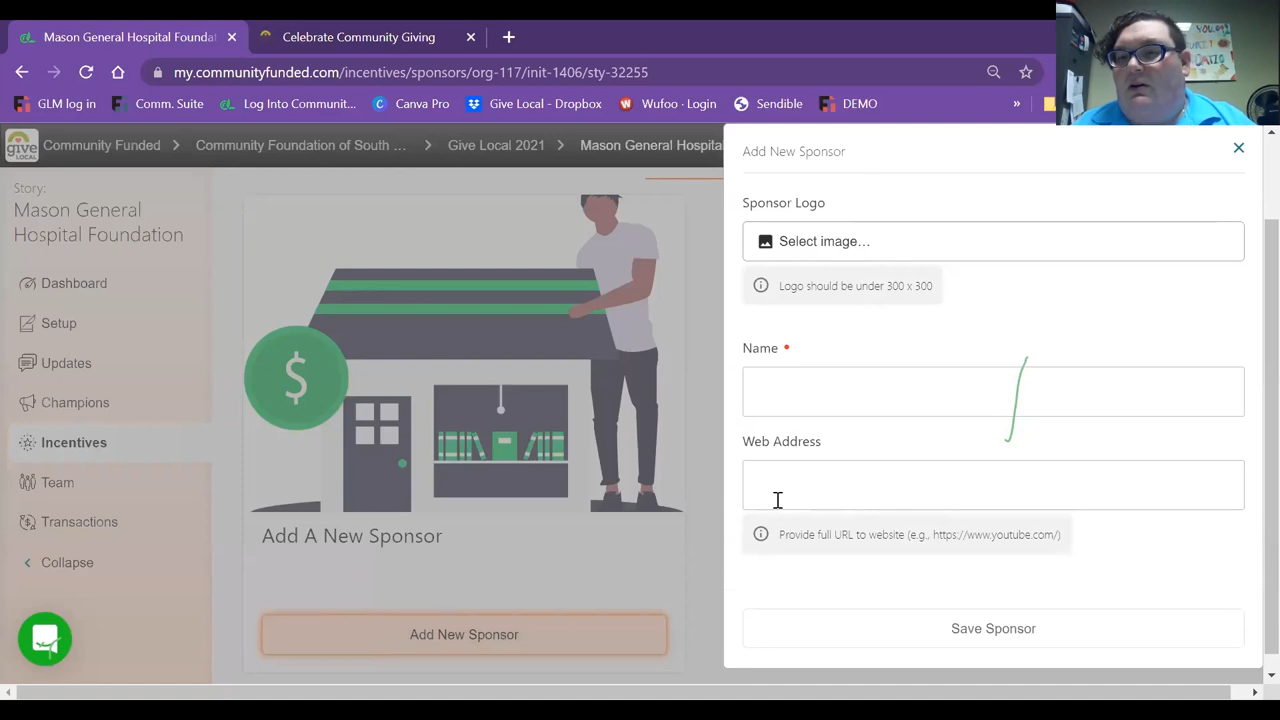 Mason General Hospital Foundat
Celebrate Community Giving
my.communityfunded.com/incentives/sponsors/org-117/init-1406/sty-32255
GLM log in
Comm. Suite
Log Into Communit...
Canva Pro
Give Local - Dropbox
Wufoo · Login
Sendible
DEMO
»
give LOCAL
Community Funded
Community Foundation of South ...
Give Local 2021
Mason General Hospital
Story:
Mason General
Hospital Foundation
Dashboard
Setup
Updates
Champions
Incentives
Team
Transactions
Collapse
$
Add A New Sponsor
Add New Sponsor
Add New Sponsor
Sponsor Logo
Select image...
Logo should be under 300 x 300
Name
Web Address
Provide full URL to website (e.g., https://www.youtube.com/)
Save Sponsor